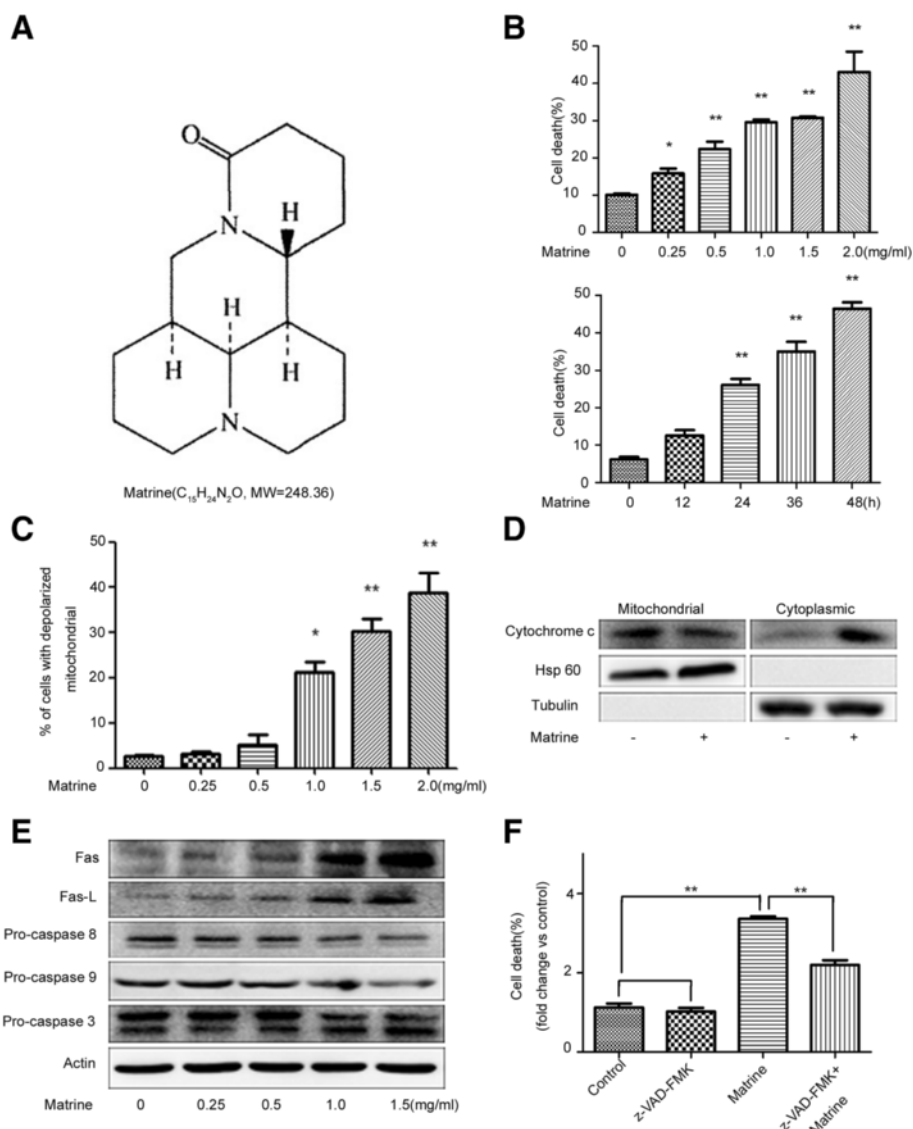 A
O
N
H
H
H
H
N
Matrine(C₁₅H₂₄N₂O, MW=248.36)
B
Cell death(%)
50
40
30
20
10
0
*
**
**
**
**
Matrine 0 0.25 0.5 1.0 1.5 2.0(mg/ml)
Cell death(%)
50
40
30
20
10
0
**
**
**
Matrine 0 12 24 36 48(h)
C
% of cells with depolarized
mitochondrial
50
40
30
20
10
0
*
**
**
Matrine 0 0.25 0.5 1.0 1.5 2.0(mg/ml)
D
Mitochondrial Cytoplasmic
Cytochrome c
Hsp 60
Tubulin
Matrine - + - +
E
Fas
Fas-L
Pro-caspase 8
Pro-caspase 9
Pro-caspase 3
Actin
Matrine 0 0.25 0.5 1.0 1.5(mg/ml)
F
Cell death(%)
(fold change vs control)
4
2
0
** **
Control
z-VAD-FMK
Matrine
z-VAD-FMK+
Matrine